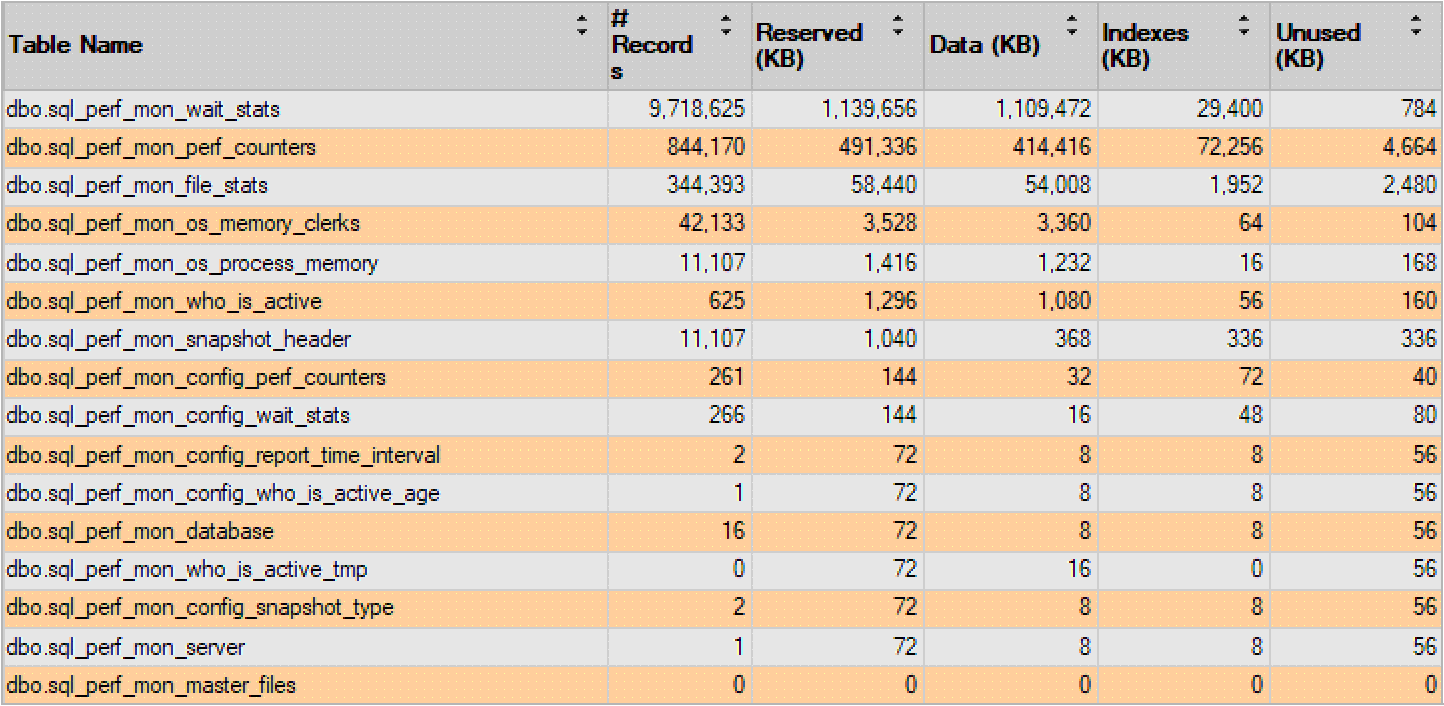 Table Name # Records Reserved (KB) Data (KB) Indexes (KB) Unused (KB)
dbo.sql_perf_mon_wait_stats 9,718,625 1,139,656 1,109,472 29,400 784
dbo.sql_perf_mon_perf_counters 844,170 491,336 414,416 72,256 4,664
dbo.sql_perf_mon_file_stats 344,393 58,440 54,008 1,952 2,480
dbo.sql_perf_mon_os_memory_clerks 42,133 3,528 3,360 64 104
dbo.sql_perf_mon_os_process_memory 11,107 1,416 1,232 16 168
dbo.sql_perf_mon_who_is_active 625 1,296 1,080 56 160
dbo.sql_perf_mon_snapshot_header 11,107 1,040 368 336 336
dbo.sql_perf_mon_config_perf_counters 261 144 32 72 40
dbo.sql_perf_mon_config_wait_stats 266 144 16 48 80
dbo.sql_perf_mon_config_report_time_interval 2 72 8 8 56
dbo.sql_perf_mon_config_who_is_active_age 1 72 8 8 56
dbo.sql_perf_mon_database 16 72 8 8 56
dbo.sql_perf_mon_who_is_active_tmp 0 72 16 0 56
dbo.sql_perf_mon_config_snapshot_type 2 72 8 8 56
dbo.sql_perf_mon_server 1 72 8 8 56
dbo.sql_perf_mon_master_files 0 0 0 0 0